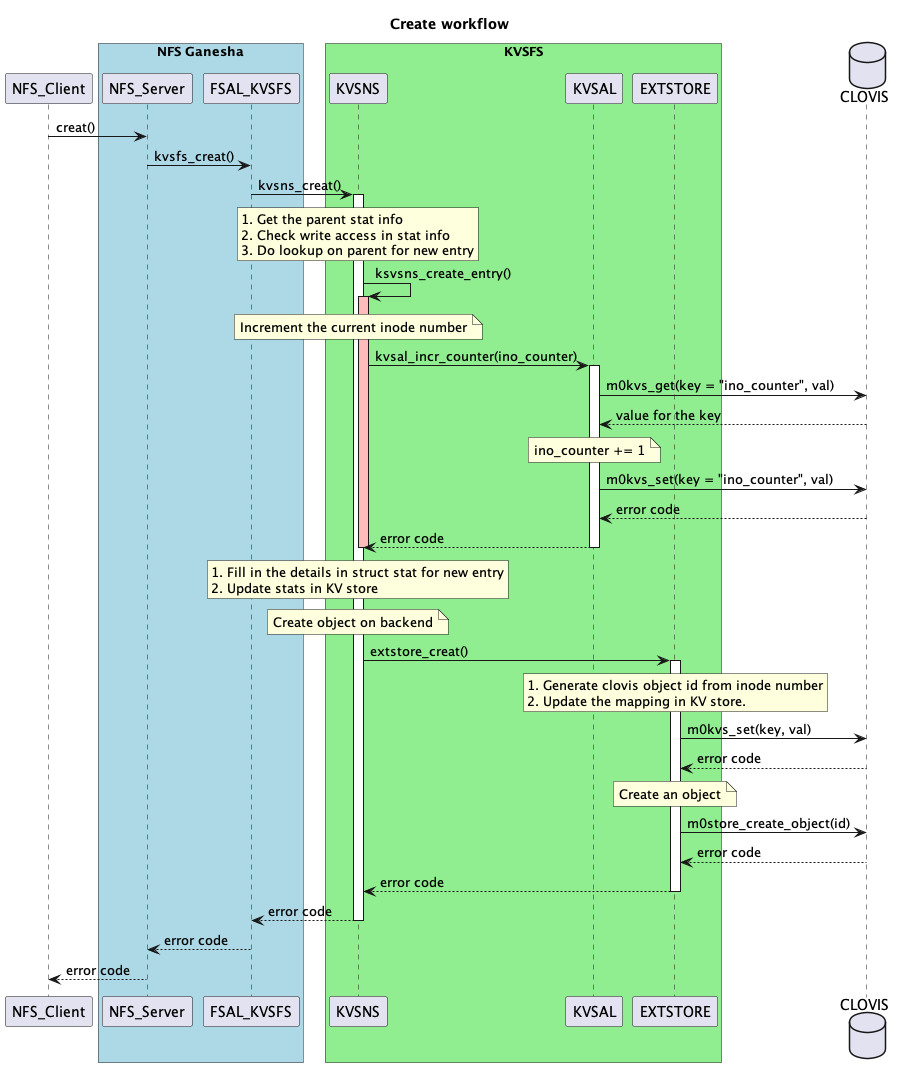 Create workflow
NFS Ganesha
KVSFS
NFS_Client
NFS_Server
FSAL_KVSFS
KVSNS
KVSAL
EXTSTORE
CLOVIS
creat()
kvsfs_creat()
kvsns_creat()
1. Get the parent stat info
2. Check write access in stat info
3. Do lookup on parent for new entry
ksvsns_create_entry()
Increment the current inode number
kvsal_incr_counter(ino_counter)
m0kvs_get(key = "ino_counter", val)
value for the key
ino_counter += 1
m0kvs_set(key = "ino_counter", val)
error code
error code
1. Fill in the details in struct stat for new entry
2. Update stats in KV store
Create object on backend
extstore_creat()
1. Generate clovis object id from inode number
2. Update the mapping in KV store.
m0kvs_set(key, val)
error code
Create an object
m0store_create_object(id)
error code
error code
error code
error code
error code
NFS_Client
NFS_Server
FSAL_KVSFS
KVSNS
KVSAL
EXTSTORE
CLOVIS